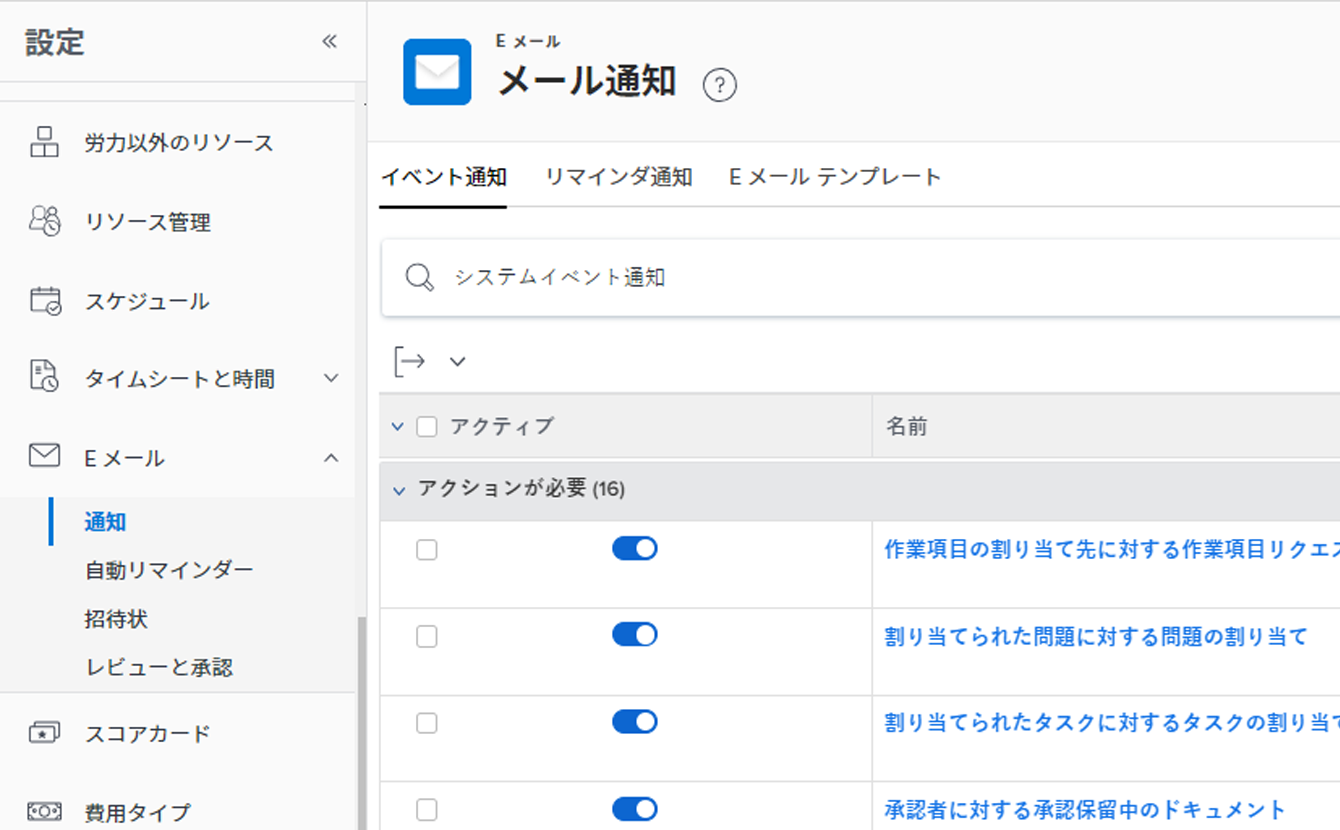 設定
労力以外のリソース
リソース管理
スケジュール
タイムシートと時間
E メール
通知
自動リマインダー
招待状
レビューと承認
スコアカード
費用タイプ
E メール
メール通知 ?
イベント通知 リマインダ通知 E メール テンプレート
システムイベント通知
アクティブ 名前
アクションが必要 (16)
作業項目の割り当て先に対する作業項目リクエス
割り当てられた問題に対する問題の割り当て
割り当てられたタスクに対するタスクの割り当て
承認者に対する承認保留中のドキュメント